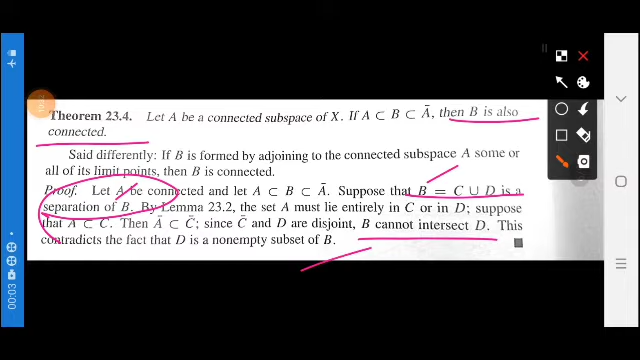 Theorem 23.4. Let A be a connected subspace of X. If A ⊂ B ⊂ Ā, then B is also
connected.
Said differently: If B is formed by adjoining to the connected subspace A some or
all of its limit points, then B is connected.
Proof. Let A be connected and let A ⊂ B ⊂ Ā. Suppose that B = C ∪ D is a
separation of B. By Lemma 23.2, the set A must lie entirely in C or in D; suppose
that A ⊂ C. Then Ā ⊂ C̄; since C̄ and D are disjoint, B cannot intersect D. This
contradicts the fact that D is a nonempty subset of B.
00:03